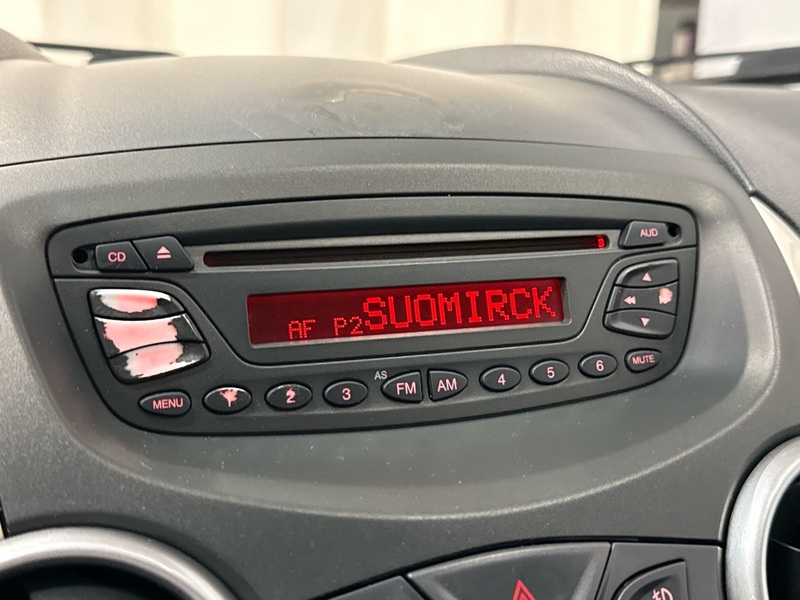 CD AUD
AF P2 SUOMIRCK
MENU 2 3 AS FM AM 4 5 6 MUTE